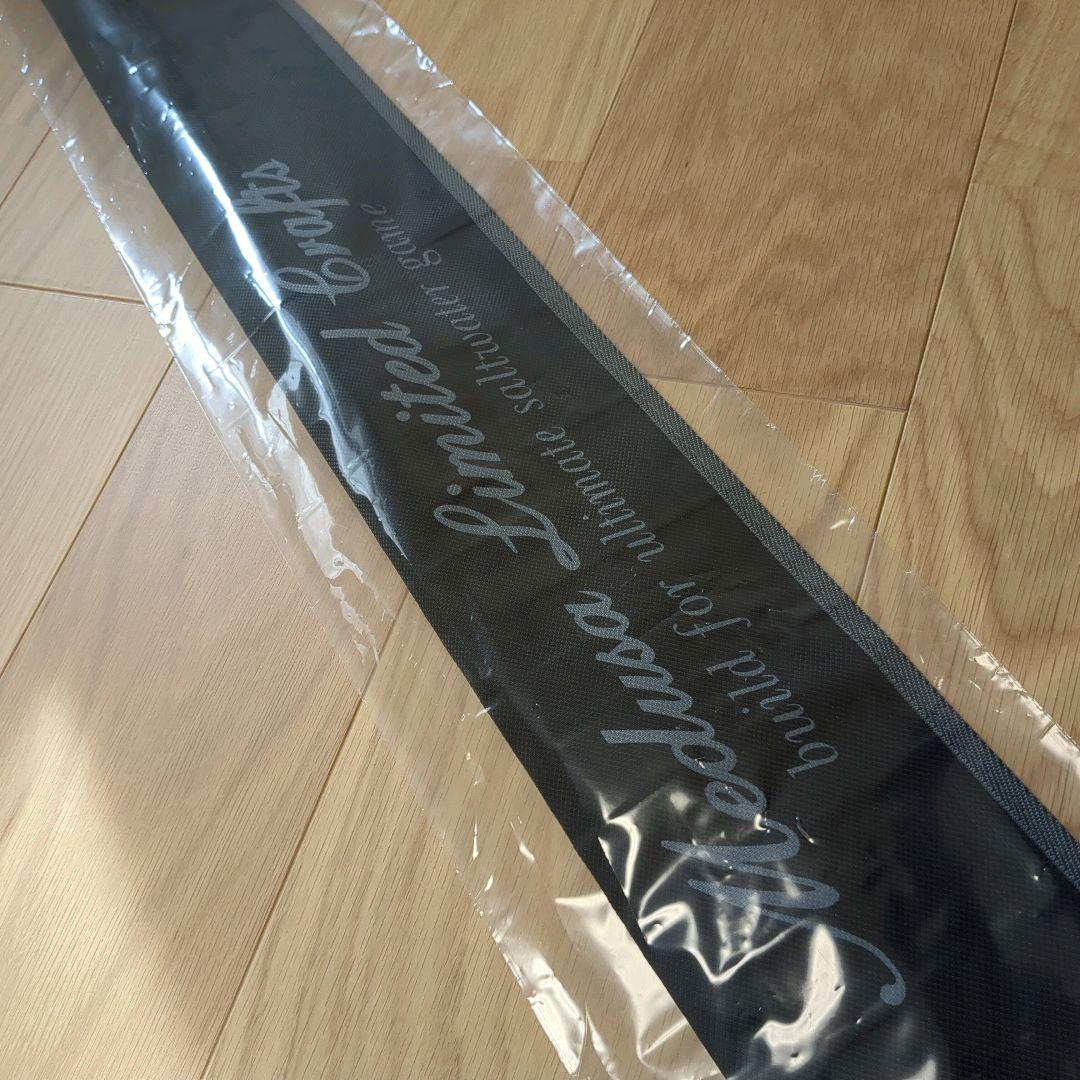 Medusa Limited Crafts
build for ultimate saltwater game